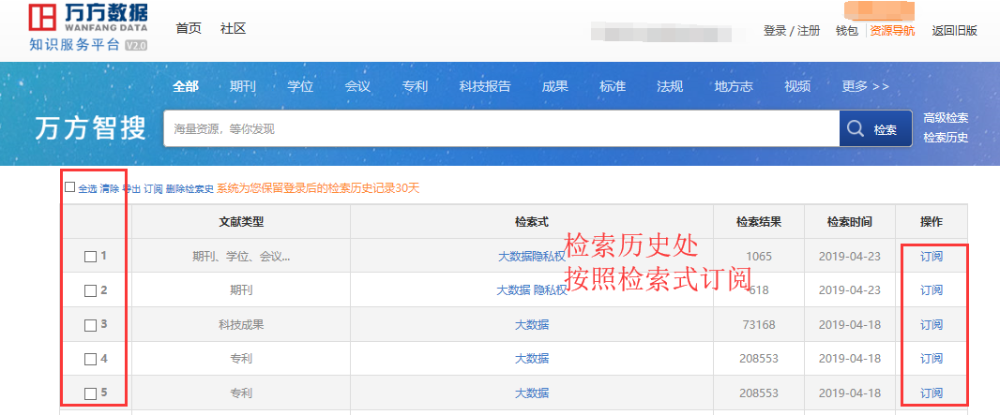 万方数据
WANFANG DATA
知识服务平台 V2.0
首页 社区
登录 / 注册 钱包 资源导航 返回旧版
全部 期刊 学位 会议 专利 科技报告 成果 标准 法规 地方志 视频 更多 >>
万方智搜
海量资源，等你发现
检索
高级检索
检索历史
全选 清除 导出 订阅 删除检索史 系统为您保留登录后的检索历史记录30天
文献类型 检索式 检索结果 检索时间 操作
1 期刊、学位、会议... 大数据隐私权 1065 2019-04-23 订阅
检索历史处
按照检索式订阅
2 期刊 大数据 隐私权 618 2019-04-23 订阅
3 科技成果 大数据 73168 2019-04-18 订阅
4 专利 大数据 208553 2019-04-18 订阅
5 专利 大数据 208553 2019-04-18 订阅